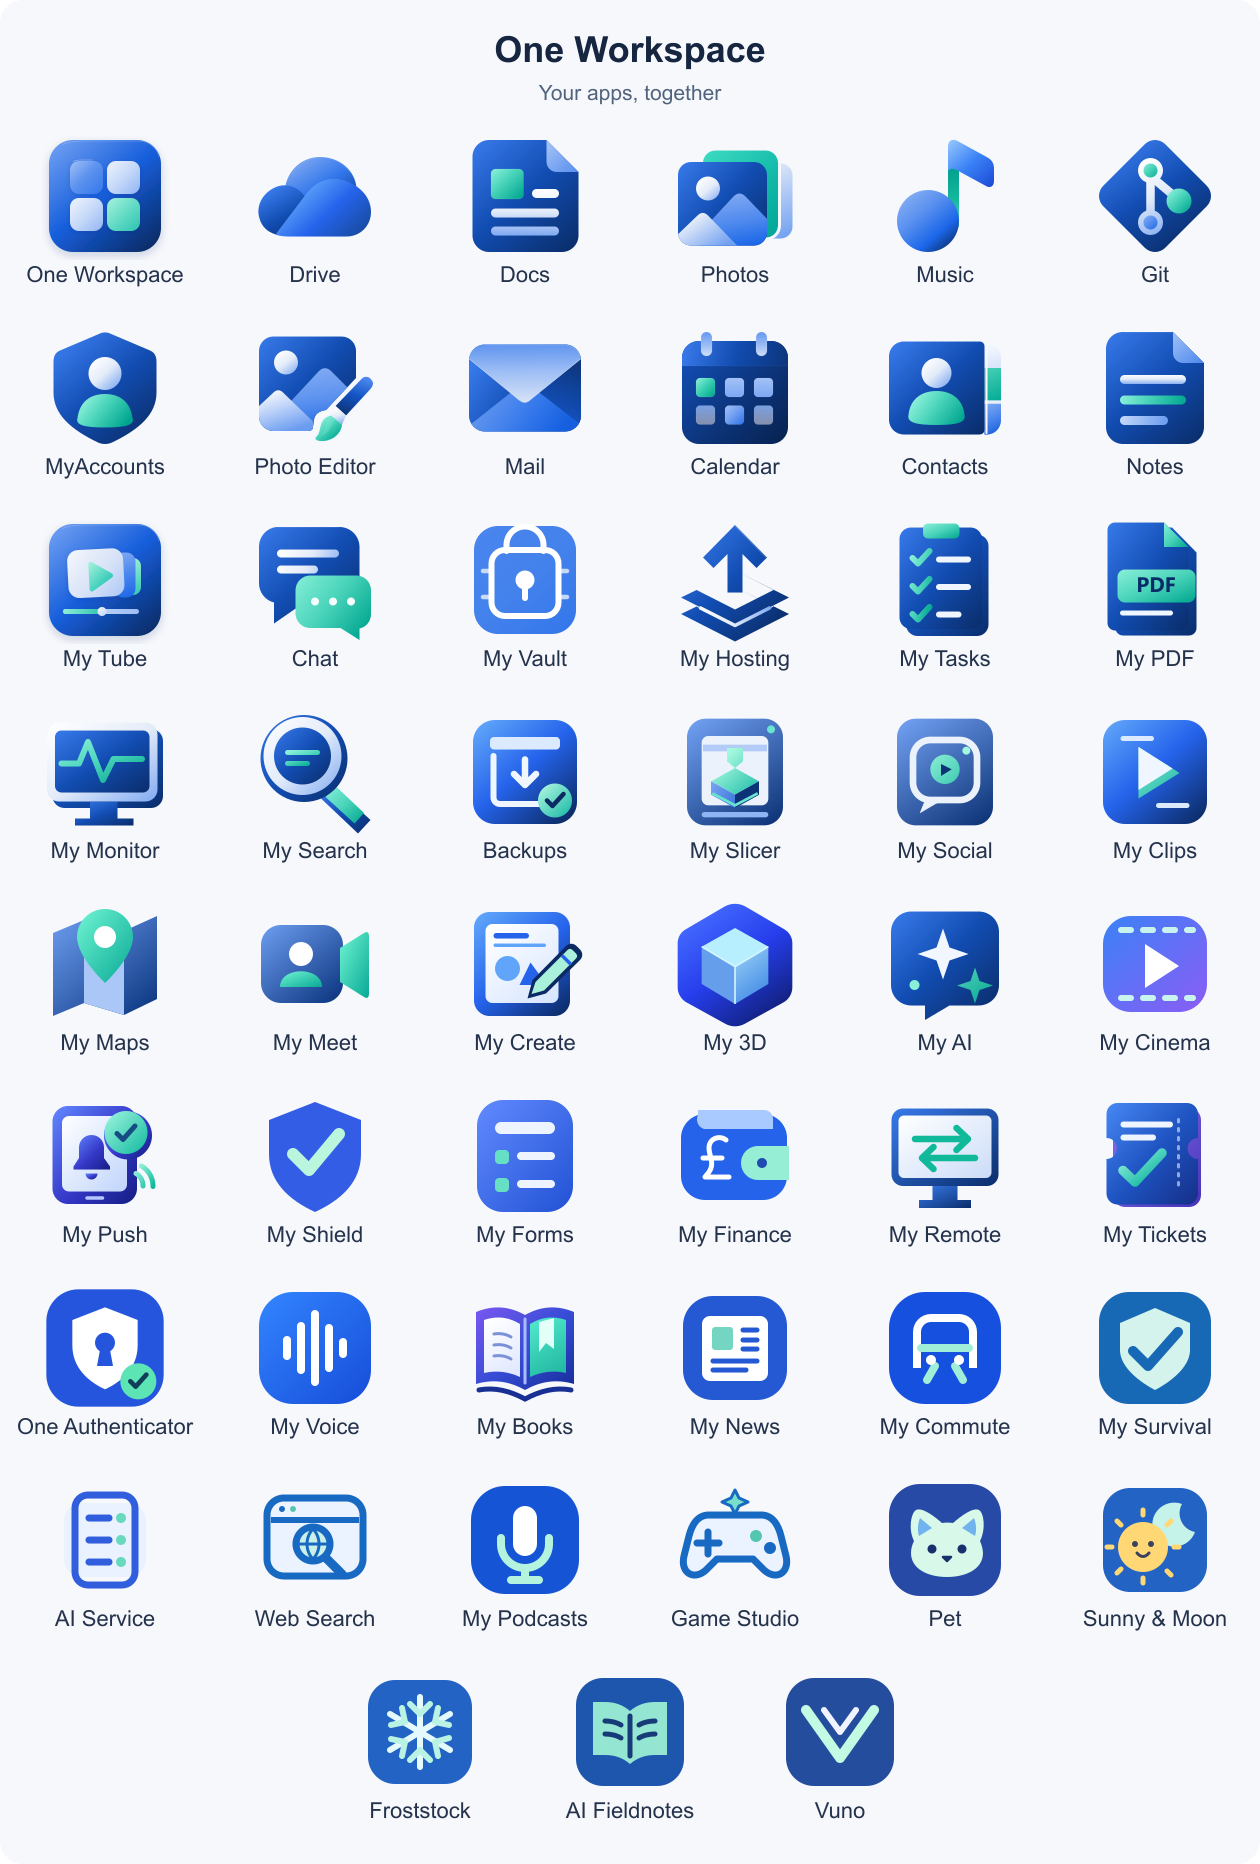 One Workspace
Your apps, together
One Workspace
Drive
Docs
Photos
Music
Git
MyAccounts
Photo Editor
Mail
Calendar
Contacts
Notes
PDF
My Tube
Chat
My Vault
My Hosting
My Tasks
My PDF
My Monitor
My Search
Backups
My Slicer
My Social
My Clips
My Maps
My Meet
My Create
My 3D
My AI
My Cinema
£
My Push
My Shield
My Forms
My Finance
My Remote
My Tickets
One Authenticator
My Voice
My Books
My News
My Commute
My Survival
AI Service
Web Search
My Podcasts
Game Studio
Pet
Sunny & Moon
Froststock
AI Fieldnotes
Vuno